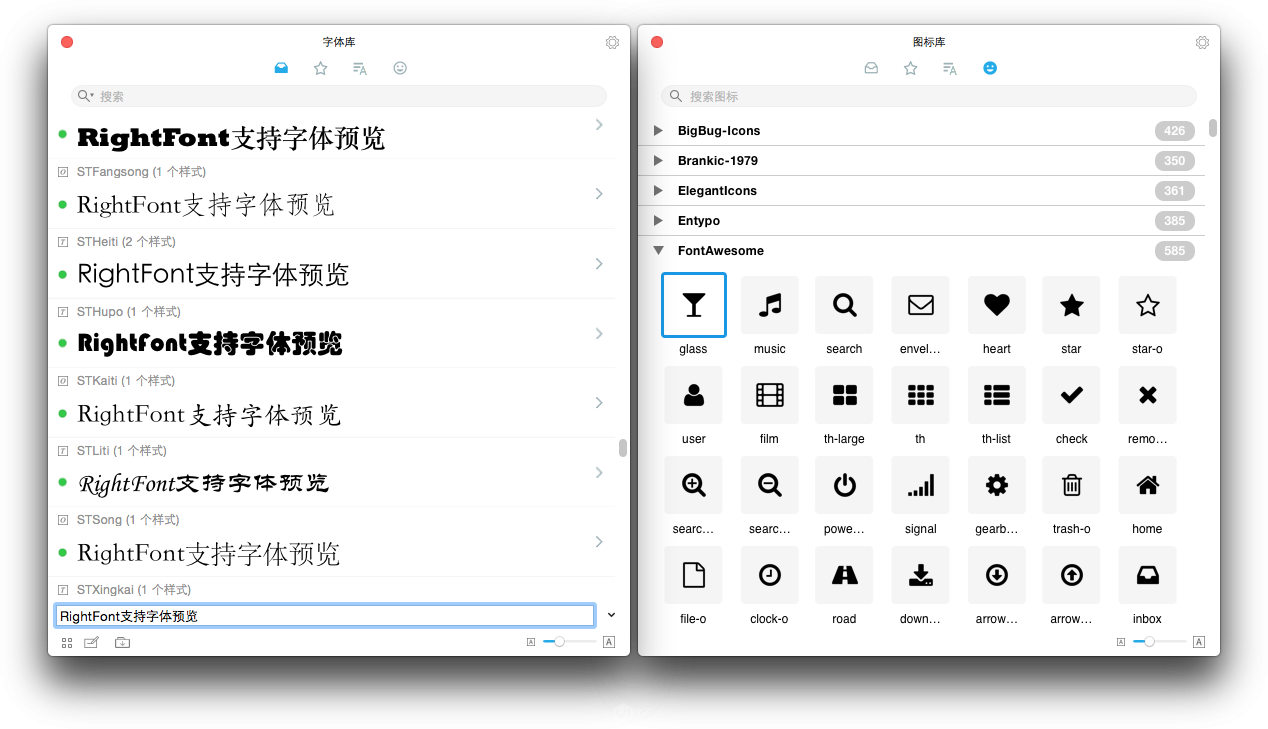 字体库
搜索
RightFont支持字体预览
STFangsong (1 个样式)
RightFont支持字体预览
STHeiti (2 个样式)
RightFont支持字体预览
STHupo (1 个样式)
RightFont支持字体预览
STKaiti (1 个样式)
RightFont支持字体预览
STLiti (1 个样式)
RightFont支持字体预览
STSong (1 个样式)
RightFont支持字体预览
STXingkai (1 个样式)
RightFont支持字体预览
A A
图标库
搜索图标
BigBug-Icons 426
Brankic-1979 350
ElegantIcons 361
Entypo 385
FontAwesome 585
glass music search envel… heart star star-o
user film th-large th th-list check remo…
searc… searc… powe… signal gearb… trash-o home
file-o clock-o road down… arrow… arrow… inbox
A A